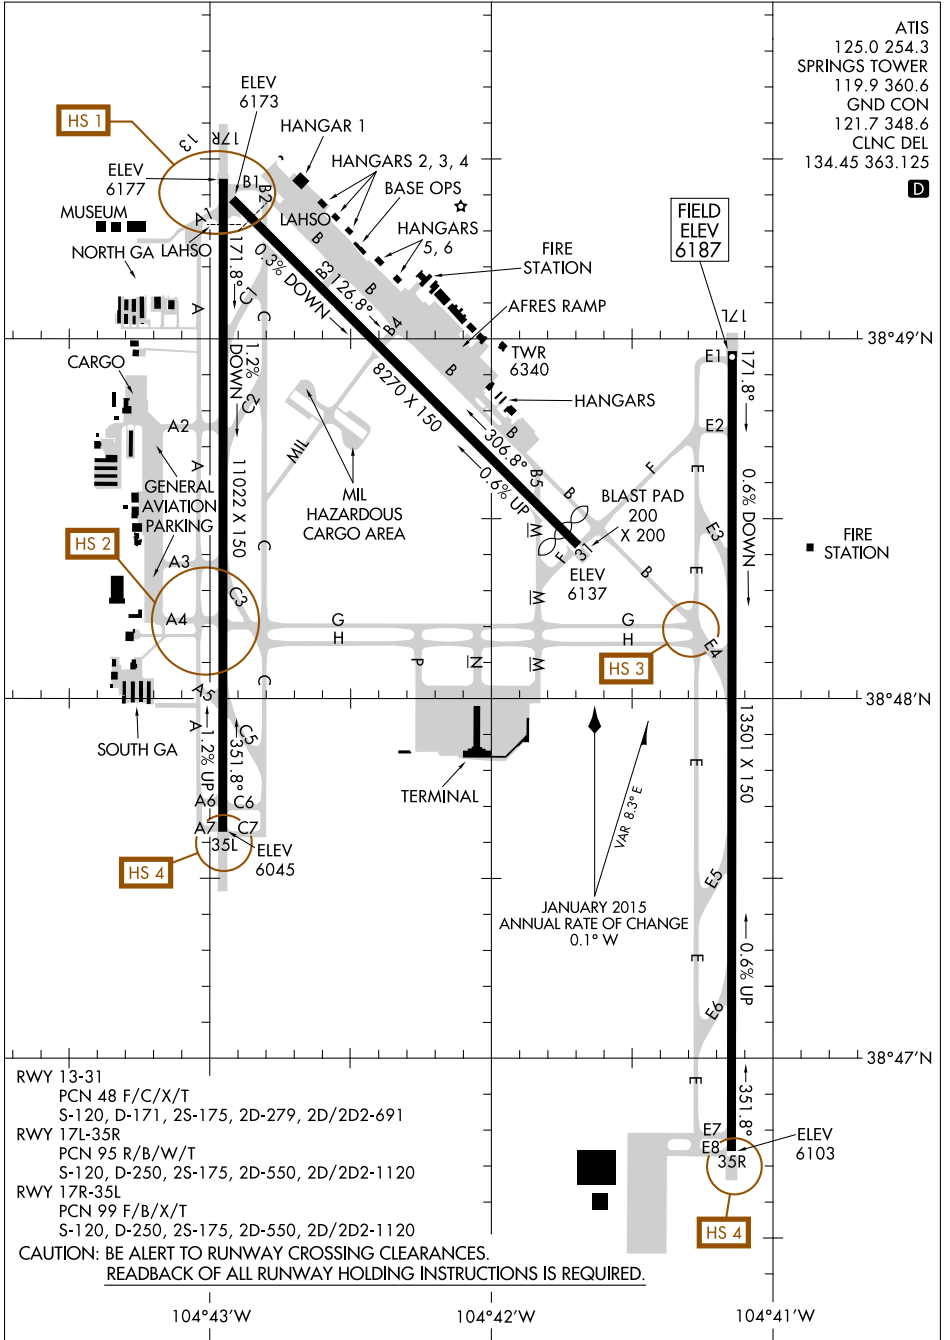 ATIS
125.0 254.3
SPRINGS TOWER
119.9 360.6
GND CON
121.7 348.6
CLNC DEL
134.45 363.125
D
ELEV
6173
HS 1
13
17R
HANGAR 1
ELEV
6177
HANGARS 2, 3, 4
BASE OPS
B1
B2
MUSEUM
A1
LAHSO
LAHSO
NORTH GA
HANGARS
5, 6
FIRE
STATION
FIELD
ELEV
6187
171.8°
0.3% DOWN
B
B3
126.8°
B
B4
AFRES RAMP
A
C1
C
17L
38°49'N
E1
TWR
6340
CARGO
1.2%
DOWN
C2
8270 X 150
B
HANGARS
171.8°
A2
E2
MIL
306.8°
B
A
11022 X 150
GENERAL
AVIATION
PARKING
MIL
HAZARDOUS
CARGO AREA
0.6% UP
B5
B
F
E
0.6% DOWN
BLAST PAD
200
X 200
E3
HS 2
M
FIRE
STATION
C
A3
F
31
ELEV
6137
B
E
C3
M
A4
G
G
H
H
HS 3
E4
P
N
M
C
A5
38°48'N
A
SOUTH GA
1.2% UP
351.8°
C5
TERMINAL
VAR 8.3° E
13501 X 150
E
A6
C6
A7
C7
35L
ELEV
6045
HS 4
E5
JANUARY 2015
ANNUAL RATE OF CHANGE
0.1° W
E
0.6% UP
E6
38°47'N
RWY 13-31
PCN 48 F/C/X/T
S-120, D-171, 2S-175, 2D-279, 2D/2D2-691
RWY 17L-35R
PCN 95 R/B/W/T
S-120, D-250, 2S-175, 2D-550, 2D/2D2-1120
RWY 17R-35L
PCN 99 F/B/X/T
S-120, D-250, 2S-175, 2D-550, 2D/2D2-1120
E
351.8°
E7
E8
35R
ELEV
6103
HS 4
CAUTION: BE ALERT TO RUNWAY CROSSING CLEARANCES.
READBACK OF ALL RUNWAY HOLDING INSTRUCTIONS IS REQUIRED.
104°43'W
104°42'W
104°41'W